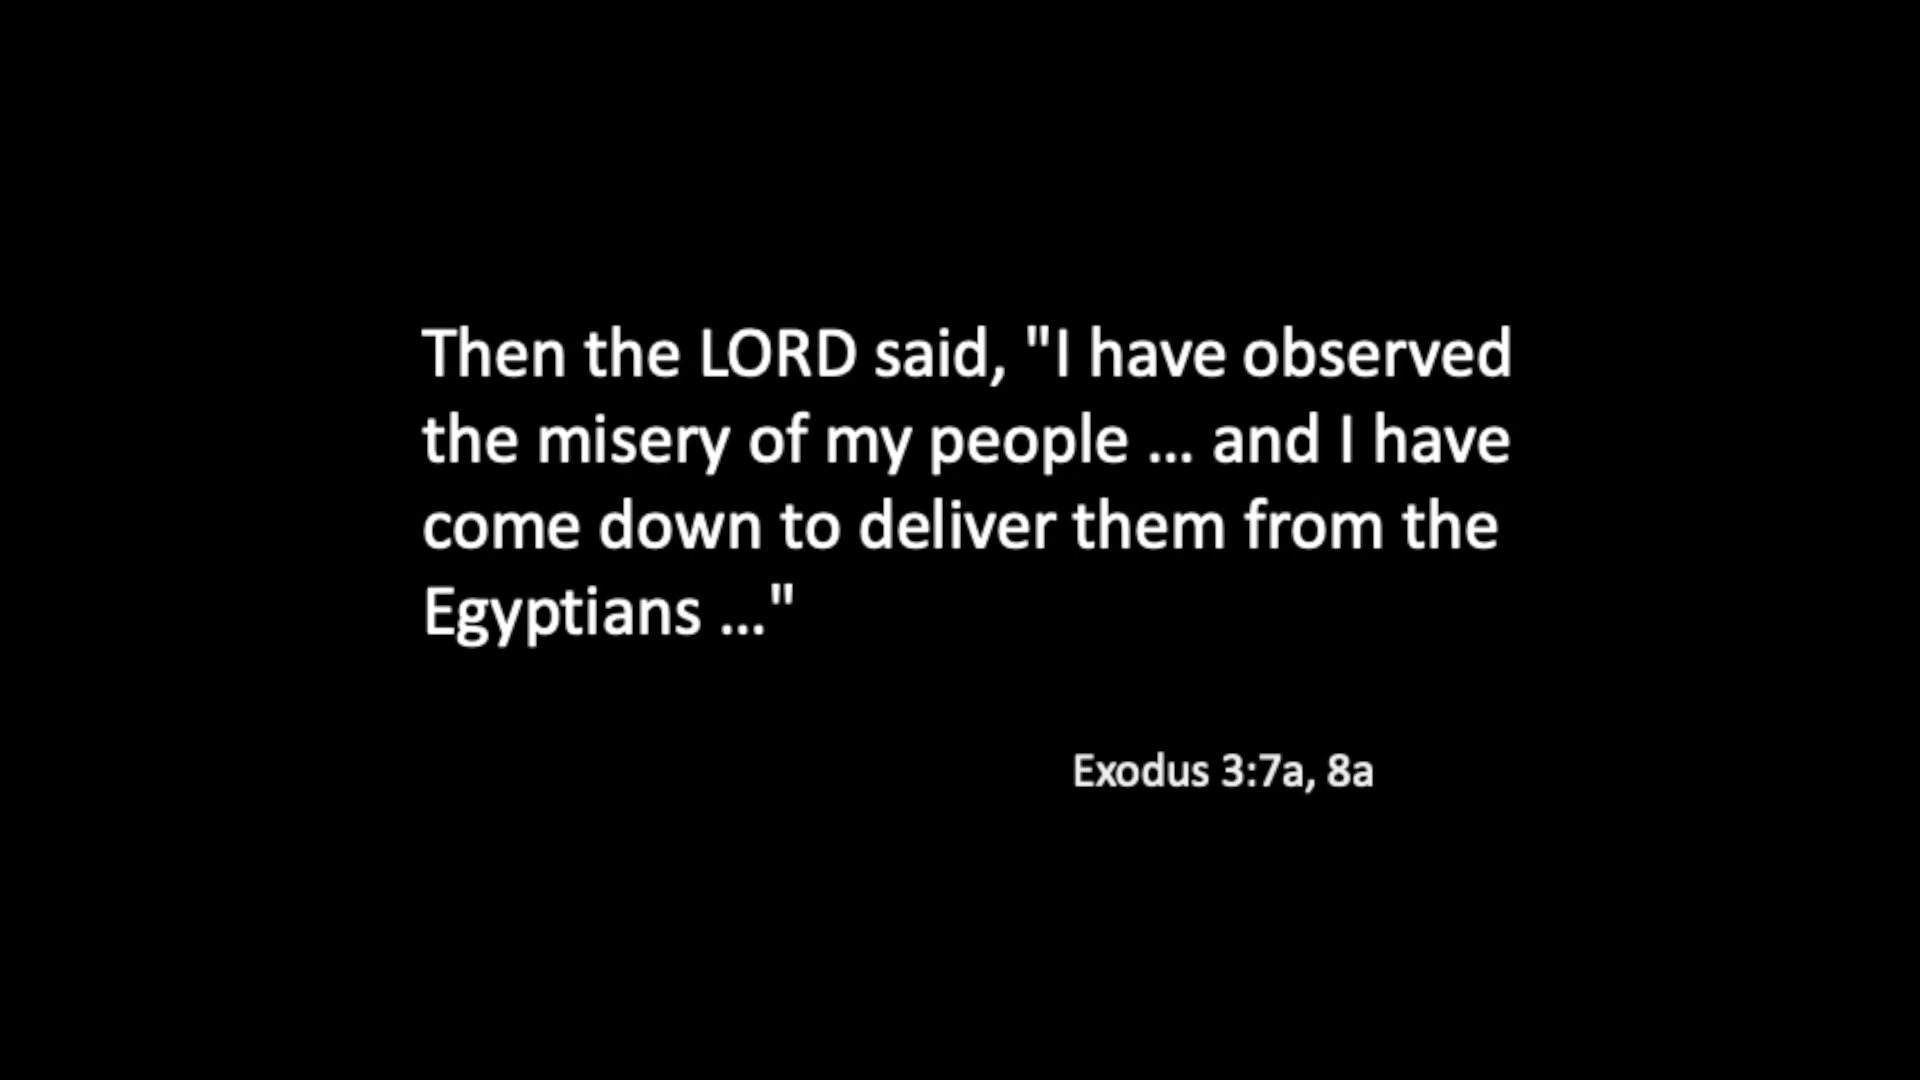 Then the LORD said, "I have observed
the misery of my people ... and I have
come down to deliver them from the
Egyptians ..."
Exodus 3:7a, 8a